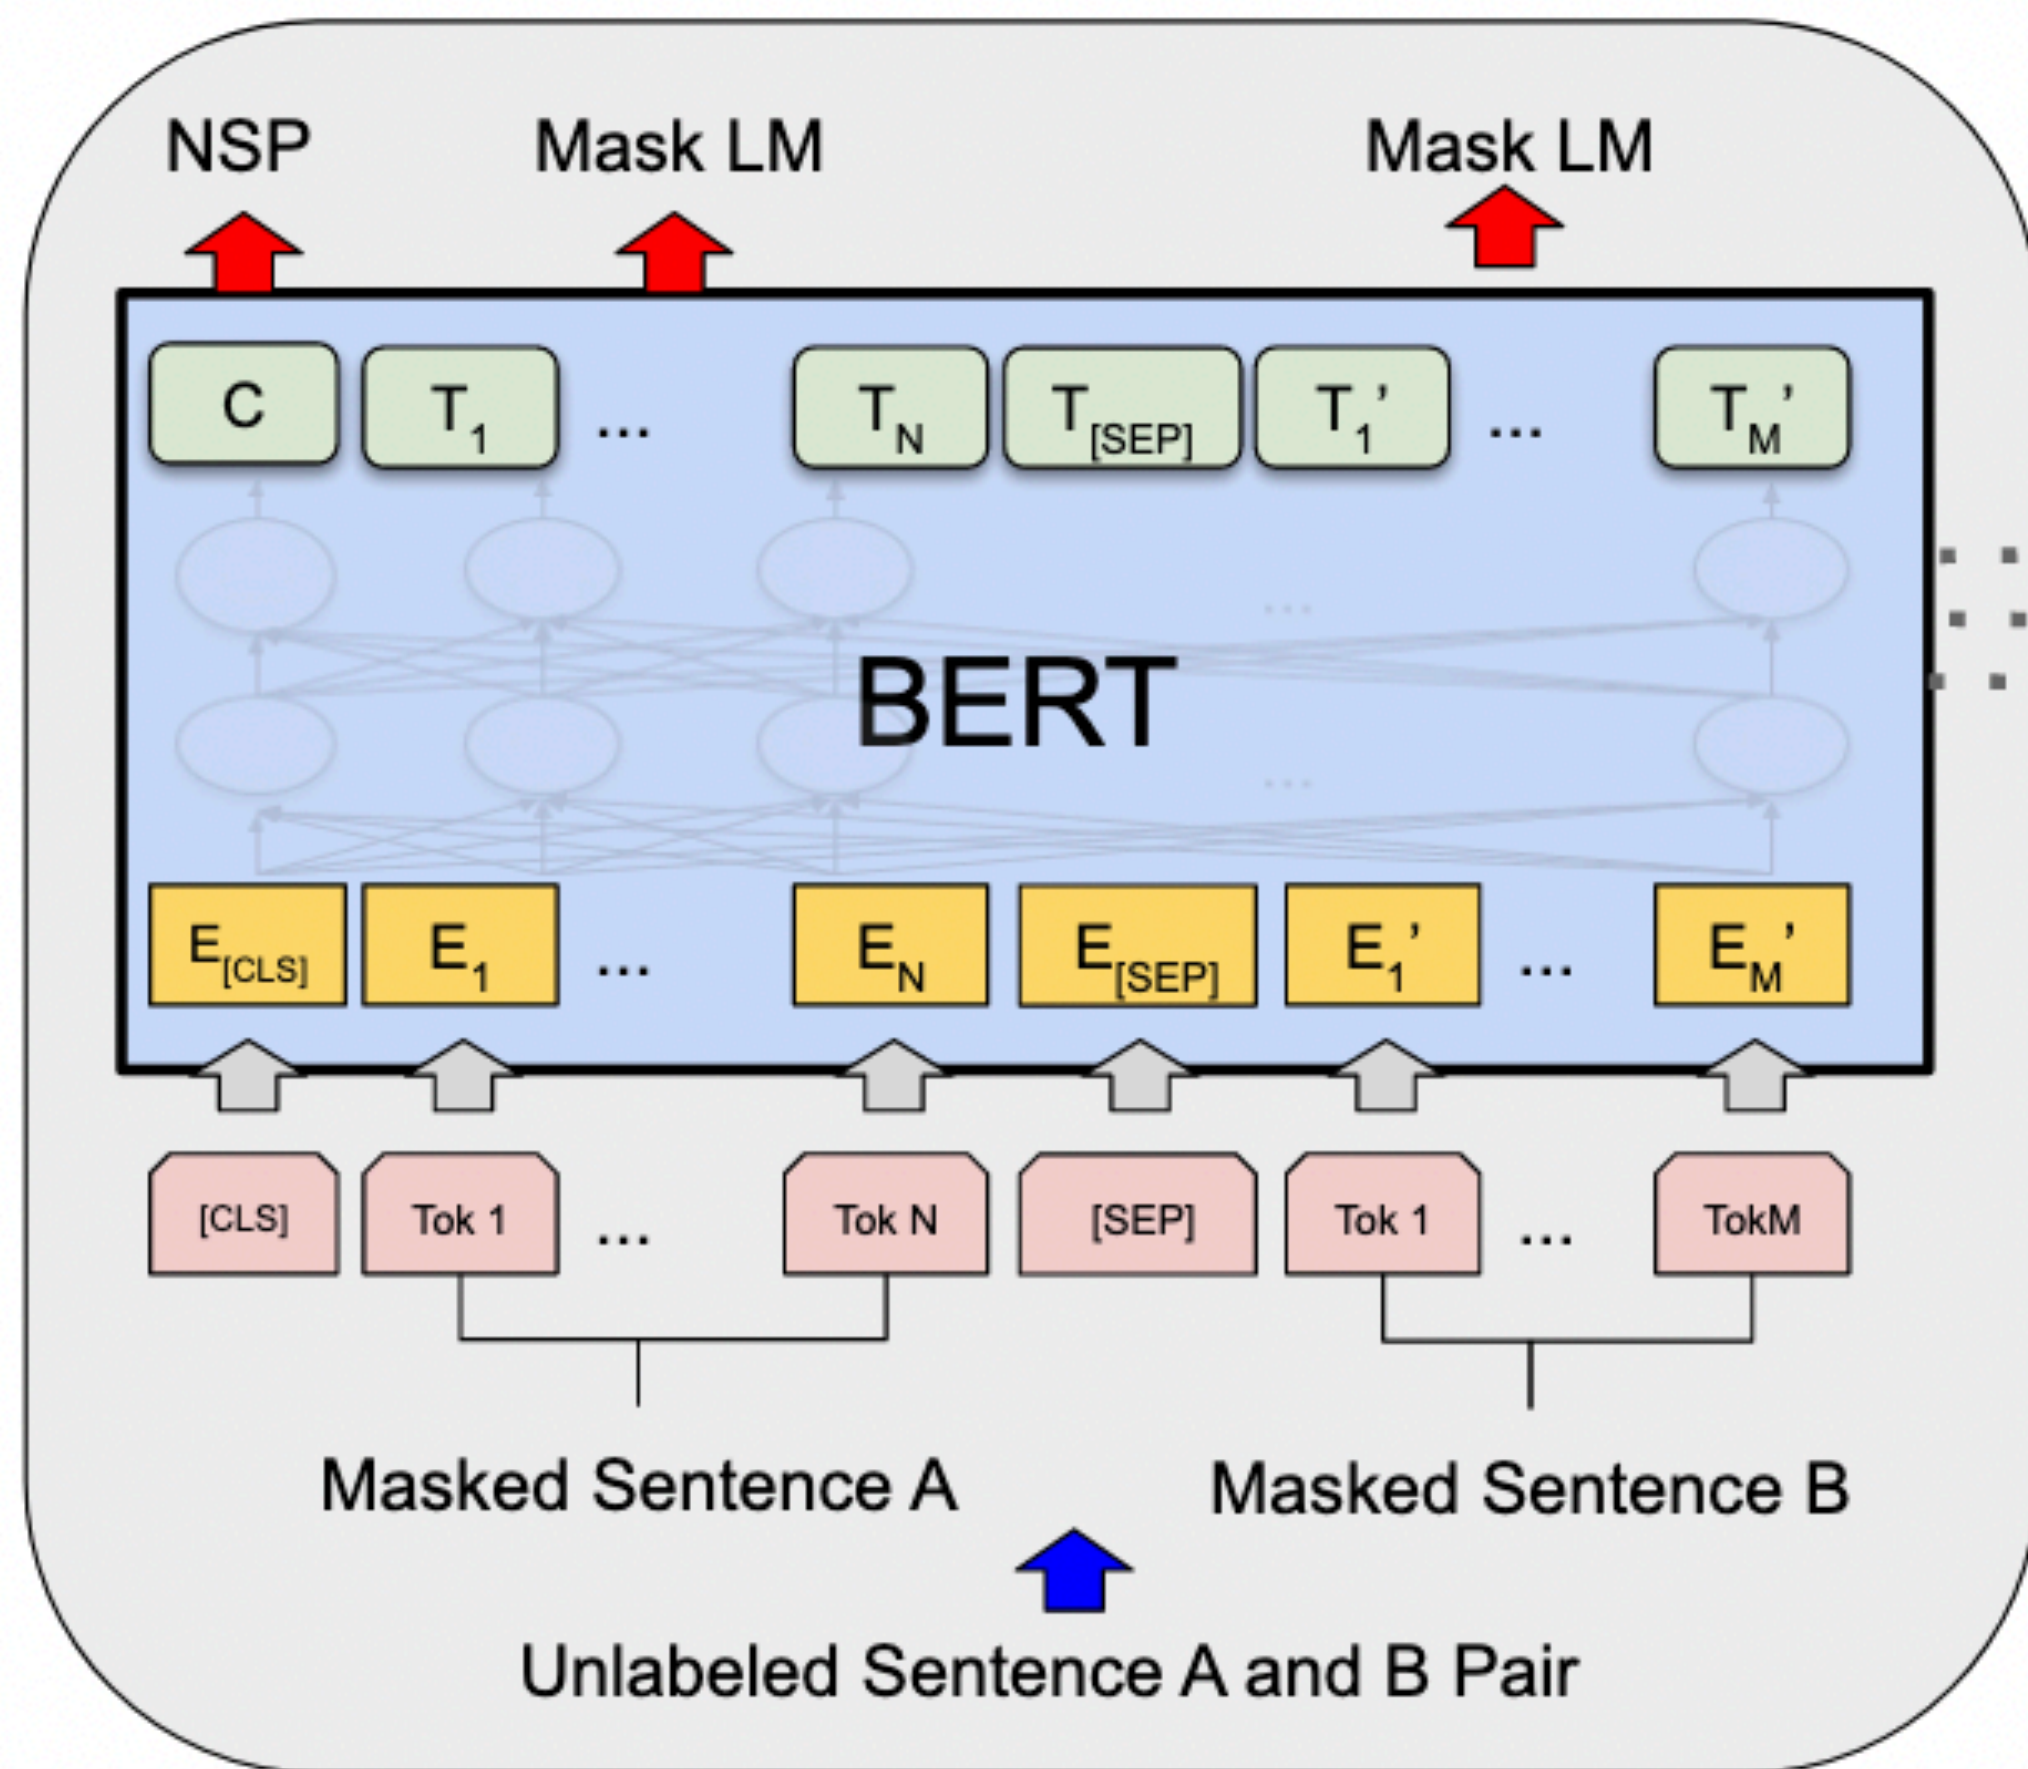 NSP Mask LM Mask LM
C T1 ... TN T[SEP] T1’ ... TM’
...
BERT
...
E[CLS] E1 ... EN E[SEP] E1’ ... EM’
[CLS] Tok 1 ... Tok N [SEP] Tok 1 ... TokM
Masked Sentence A Masked Sentence B
Unlabeled Sentence A and B Pair